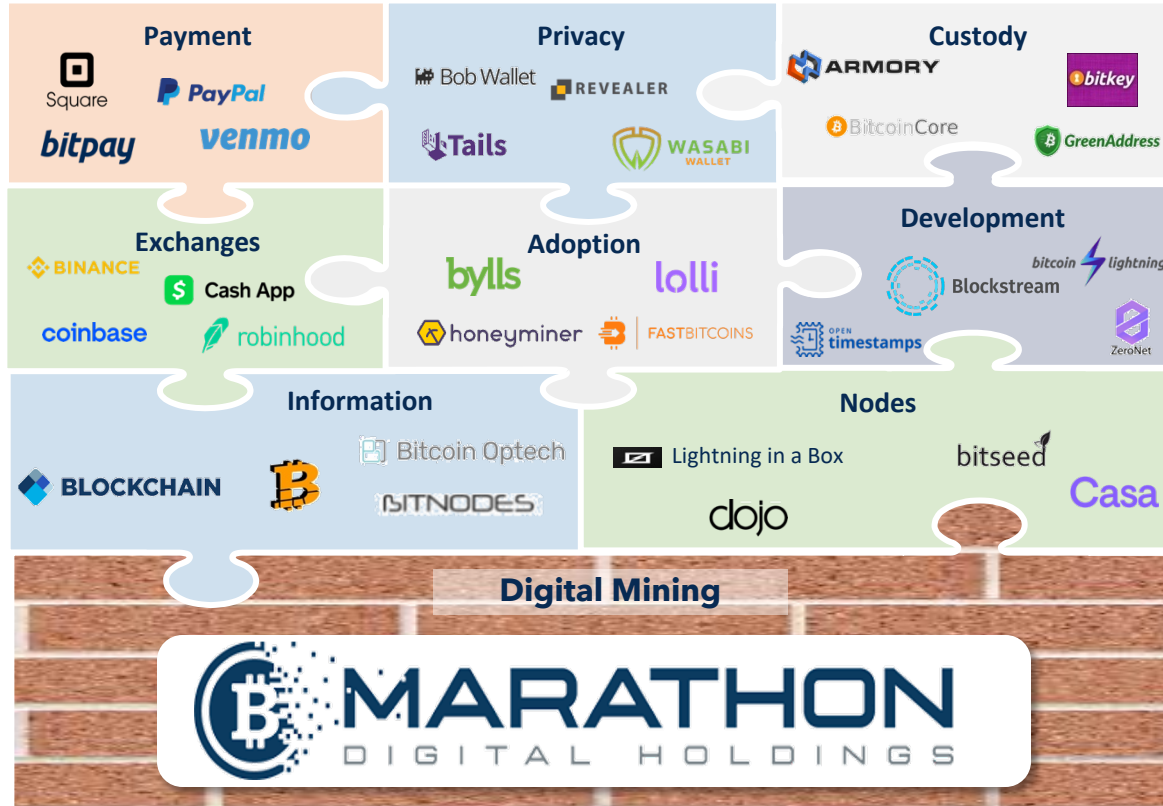 Payment
Square
PayPal
bitpay
venmo
Privacy
Bob Wallet
REVEALER
Tails
WASABI
WALLET
Custody
ARMORY
bitkey
BitcoinCore
GreenAddress
Exchanges
BINANCE
Cash App
coinbase
robinhood
Adoption
bylls
lolli
honeyminer
FASTBITCOINS
Development
bitcoin lightning
Blockstream
OPEN
timestamps
ZeroNet
Information
BLOCKCHAIN
Bitcoin Optech
BITNODES
Nodes
Lightning in a Box
bitseed
dojo
Casa
Digital Mining
MARATHON
DIGITAL HOLDINGS